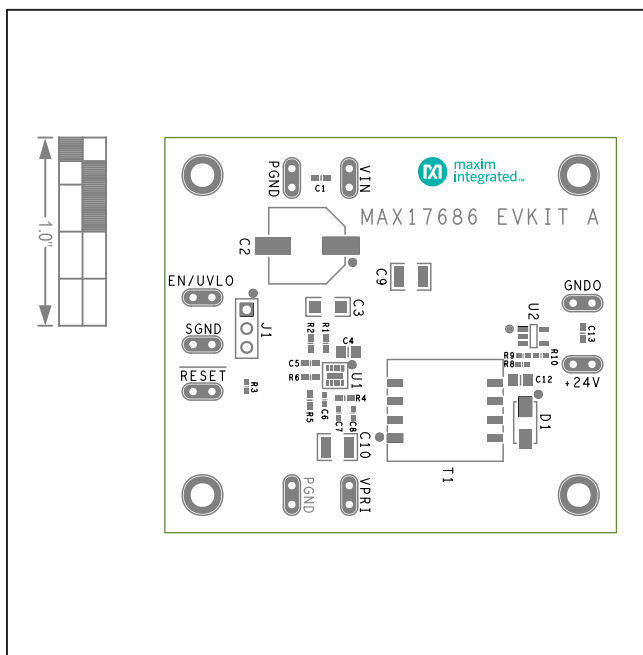 1.0"
PGND
C1
VIN
maxim
integrated™
MAX17686 EVKIT A
C2
C9
EN/UVLO
GNDO
C3
U2
SGND
J1
R2
R1
C13
C4
R9
R10
C5
R8
RESET
R6
U1
C12
+24V
R3
R4
R5
C6
C7
C8
D1
C10
T1
PGND
VPRI